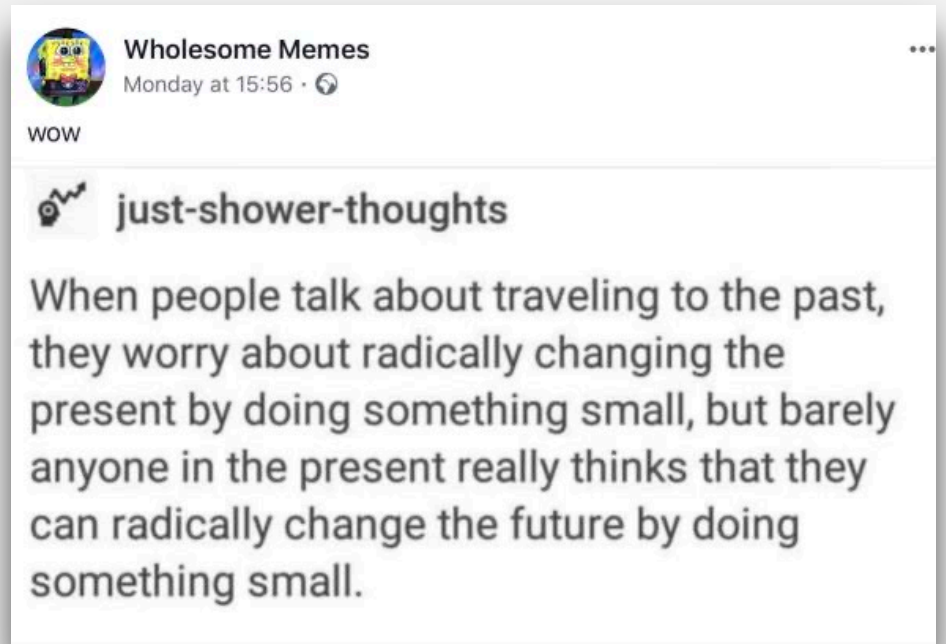 Wholesome Memes
Monday at 15:56 ·
wow
just-shower-thoughts
When people talk about traveling to the past,
they worry about radically changing the
present by doing something small, but barely
anyone in the present really thinks that they
can radically change the future by doing
something small.